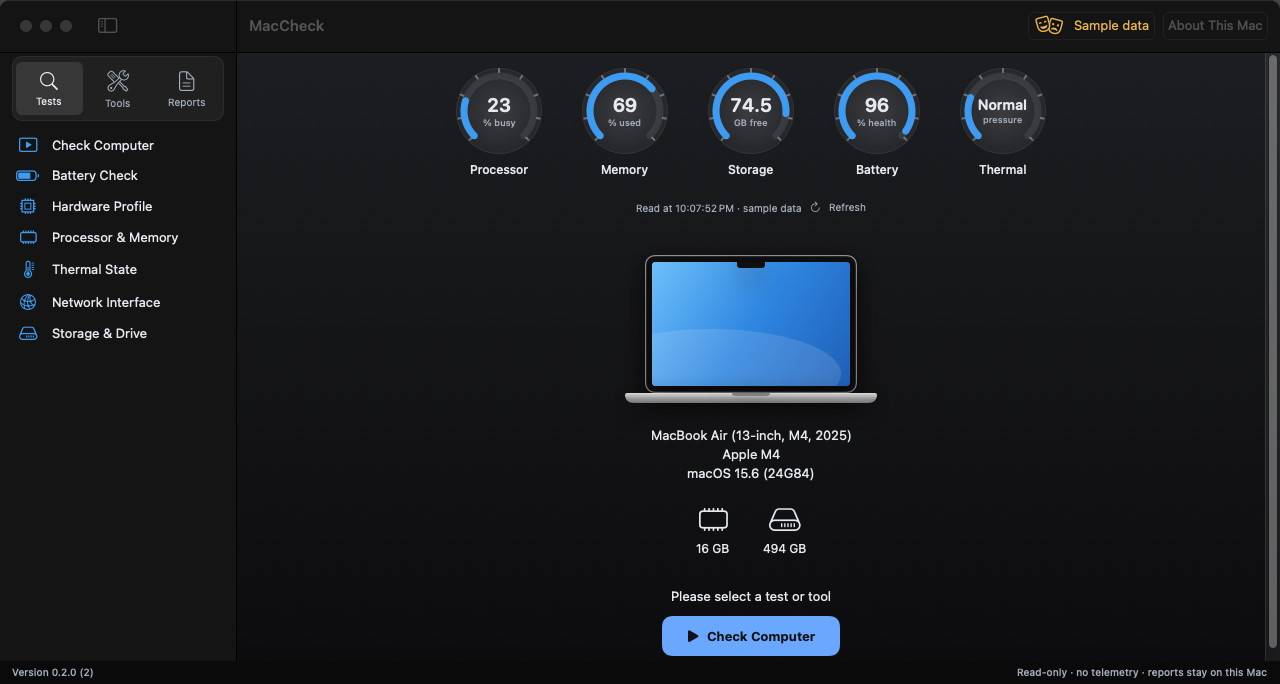 MacCheck
Sample data
About This Mac
Tests
Tools
Reports
Check Computer
Battery Check
Hardware Profile
Processor & Memory
Thermal State
Network Interface
Storage & Drive
23
% busy
Processor
69
% used
Memory
74.5
GB free
Storage
96
% health
Battery
Normal
pressure
Thermal
Read at 10:07:52 PM · sample data
Refresh
MacBook Air (13-inch, M4, 2025)
Apple M4
macOS 15.6 (24G84)
16 GB
494 GB
Please select a test or tool
Check Computer
Version 0.2.0 (2)
Read-only · no telemetry · reports stay on this Mac